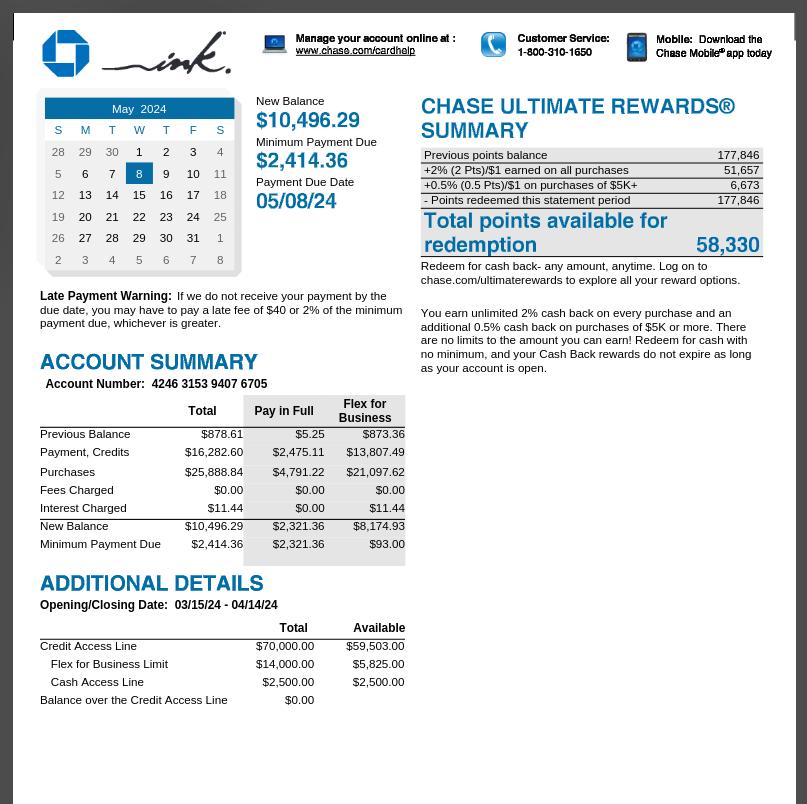 ink.
Manage your account online at :
www.chase.com/cardhelp
Customer Service:
1-800-310-1650
Mobile: Download the
Chase Mobile® app today
May 2024
S M T W T F S
28 29 30 1 2 3 4
5 6 7 8 9 10 11
12 13 14 15 16 17 18
19 20 21 22 23 24 25
26 27 28 29 30 31 1
2 3 4 5 6 7 8
New Balance
$10,496.29
Minimum Payment Due
$2,414.36
Payment Due Date
05/08/24
Late Payment Warning: If we do not receive your payment by the
due date, you may have to pay a late fee of $40 or 2% of the minimum
payment due, whichever is greater.
CHASE ULTIMATE REWARDS®
SUMMARY
Previous points balance 177,846
+2% (2 Pts)/$1 earned on all purchases 51,657
+0.5% (0.5 Pts)/$1 on purchases of $5K+ 6,673
- Points redeemed this statement period 177,846
Total points available for
redemption 58,330
Redeem for cash back- any amount, anytime. Log on to
chase.com/ultimaterewards to explore all your reward options.
You earn unlimited 2% cash back on every purchase and an
additional 0.5% cash back on purchases of $5K or more. There
are no limits to the amount you can earn! Redeem for cash with
no minimum, and your Cash Back rewards do not expire as long
as your account is open.
ACCOUNT SUMMARY
Account Number: 4246 3153 9407 6705
Total Pay in Full Flex for
Business
Previous Balance $878.61 $5.25 $873.36
Payment, Credits $16,282.60 $2,475.11 $13,807.49
Purchases $25,888.84 $4,791.22 $21,097.62
Fees Charged $0.00 $0.00 $0.00
Interest Charged $11.44 $0.00 $11.44
New Balance $10,496.29 $2,321.36 $8,174.93
Minimum Payment Due $2,414.36 $2,321.36 $93.00
ADDITIONAL DETAILS
Opening/Closing Date: 03/15/24 - 04/14/24
Total Available
Credit Access Line $70,000.00 $59,503.00
Flex for Business Limit $14,000.00 $5,825.00
Cash Access Line $2,500.00 $2,500.00
Balance over the Credit Access Line $0.00